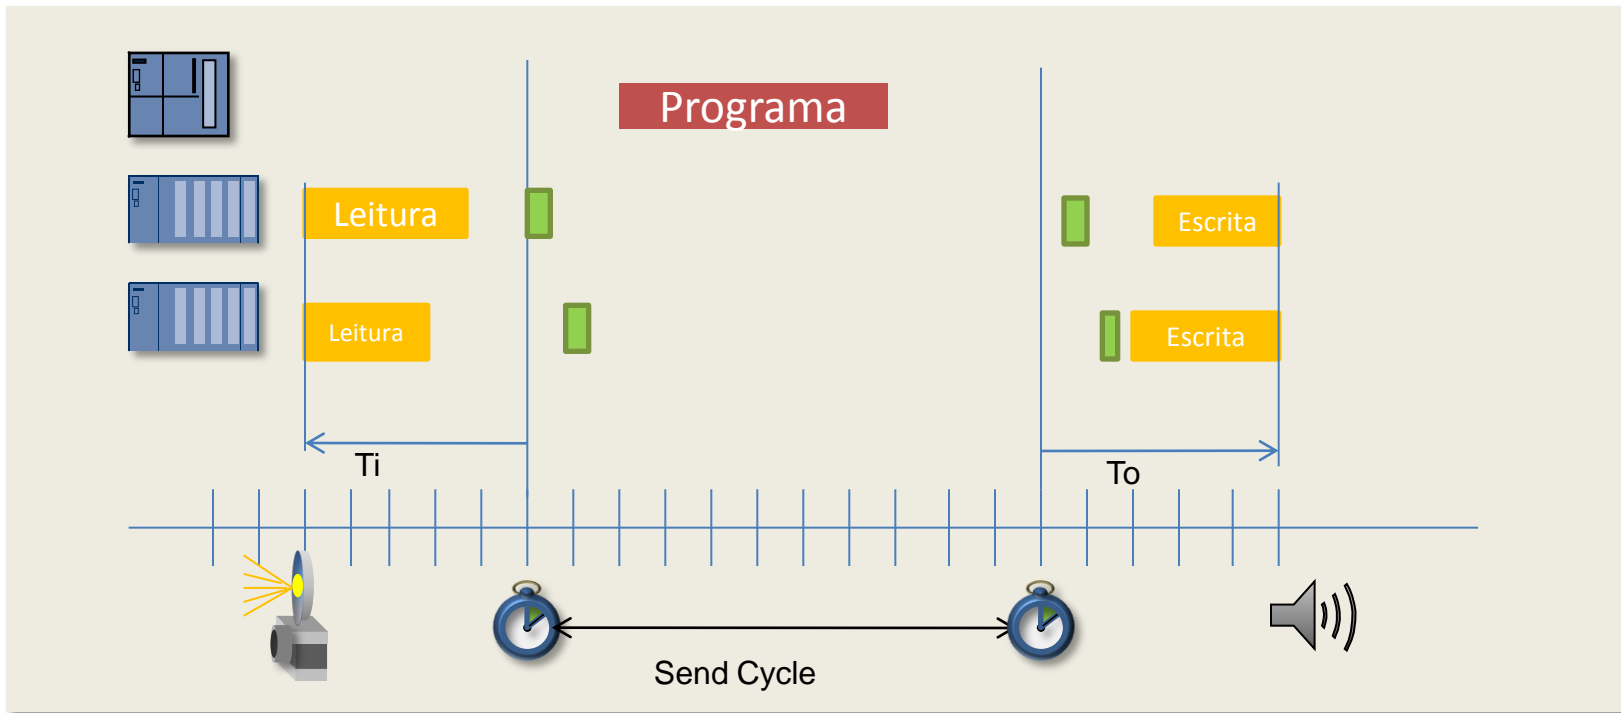 Programa
Leitura
Escrita
Leitura
Escrita
Ti
To
Send Cycle